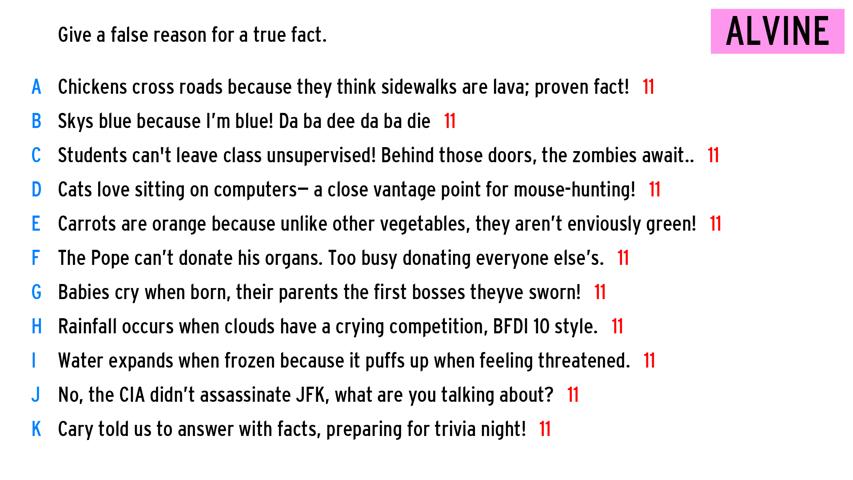 Give a false reason for a true fact.
ALVINE
A Chickens cross roads because they think sidewalks are lava; proven fact! 11
B Skys blue because I'm blue! Da ba dee da ba die 11
C Students can't leave class unsupervised! Behind those doors, the zombies await.. 11
D Cats love sitting on computers— a close vantage point for mouse-hunting! 11
E Carrots are orange because unlike other vegetables, they aren't enviously green! 11
F The Pope can't donate his organs. Too busy donating everyone else's. 11
G Babies cry when born, their parents the first bosses theyve sworn! 11
H Rainfall occurs when clouds have a crying competition, BFDI 10 style. 11
I Water expands when frozen because it puffs up when feeling threatened. 11
J No, the CIA didn't assassinate JFK, what are you talking about? 11
K Cary told us to answer with facts, preparing for trivia night! 11